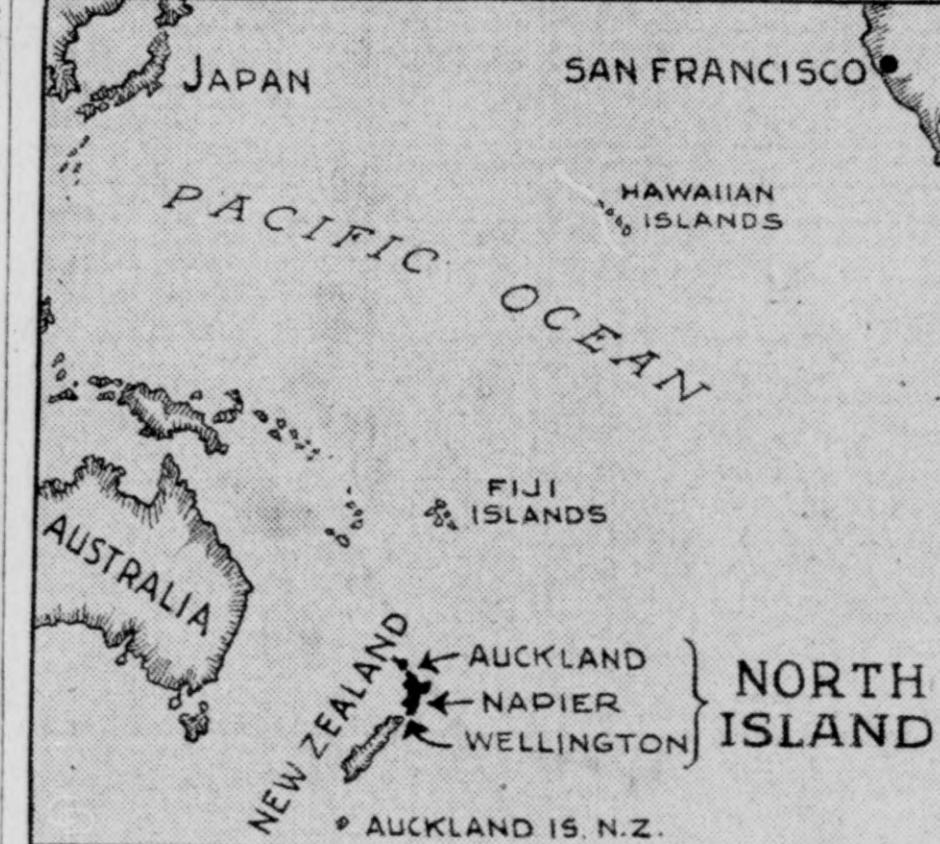 JAPAN
SAN FRANCISCO
PACIFIC OCEAN
HAWAIIAN
ISLANDS
FIJI
ISLANDS
AUSTRALIA
NEW ZEALAND
AUCKLAND
NAPIER
WELLINGTON
NORTH
ISLAND
AUCKLAND IS. N.Z.